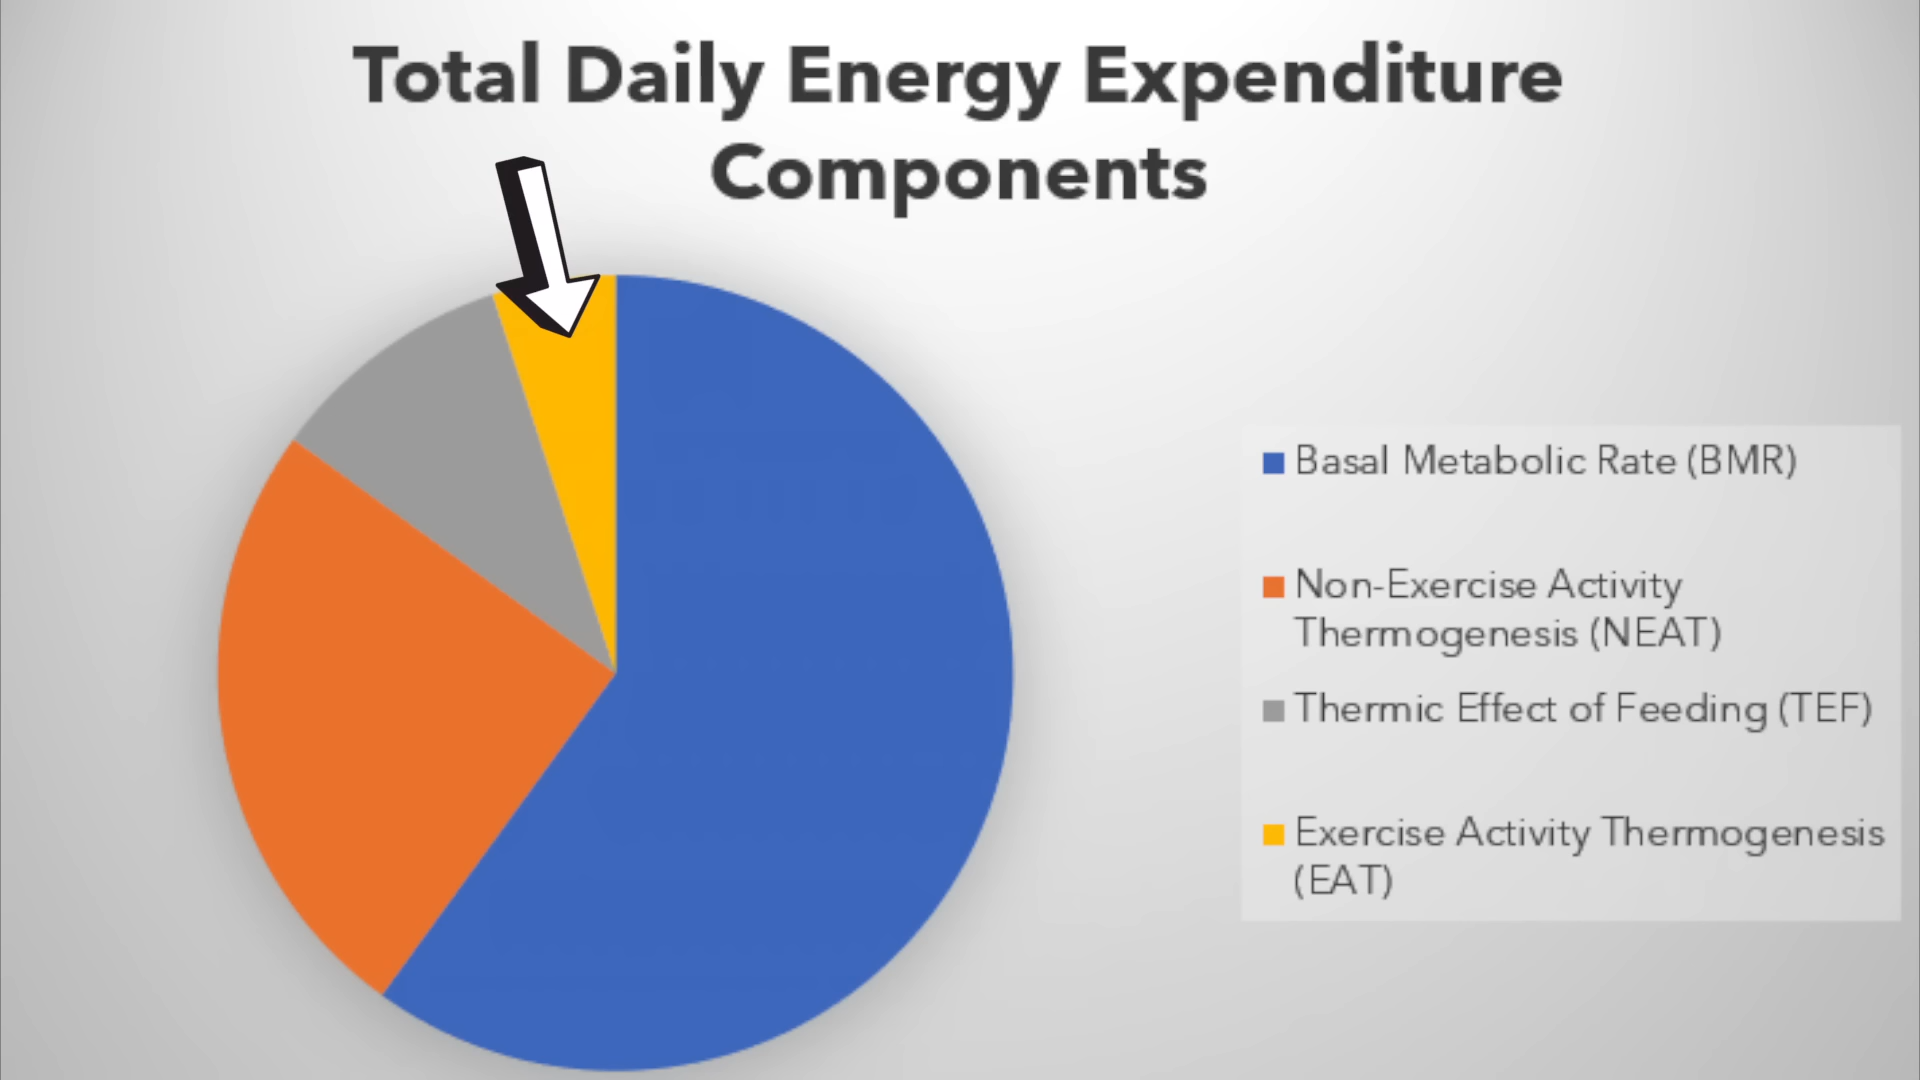 Total Daily Energy Expenditure
Components
Basal Metabolic Rate (BMR)
Non-Exercise Activity
Thermogenesis (NEAT)
Thermic Effect of Feeding (TEF)
Exercise Activity Thermogenesis
(EAT)